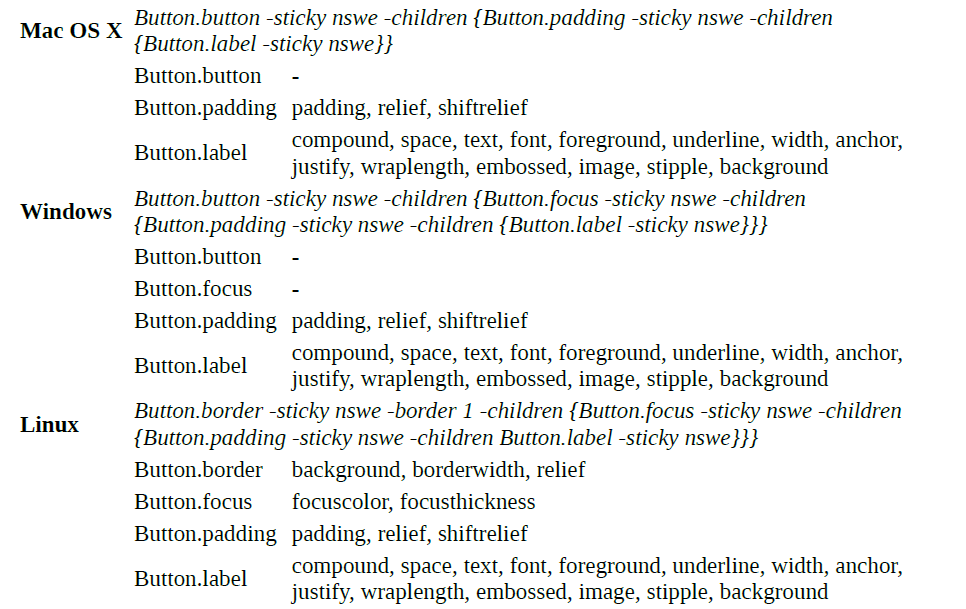 Mac OS X
Button.button -sticky nswe -children {Button.padding -sticky nswe -children
{Button.label -sticky nswe}}
Button.button -
Button.padding padding, relief, shiftrelief
Button.label
compound, space, text, font, foreground, underline, width, anchor,
justify, wraplength, embossed, image, stipple, background
Windows
Button.button -sticky nswe -children {Button.focus -sticky nswe -children
{Button.padding -sticky nswe -children {Button.label -sticky nswe}}}
Button.button -
Button.focus -
Button.padding padding, relief, shiftrelief
Button.label
compound, space, text, font, foreground, underline, width, anchor,
justify, wraplength, embossed, image, stipple, background
Linux
Button.border -sticky nswe -border 1 -children {Button.focus -sticky nswe -children
{Button.padding -sticky nswe -children Button.label -sticky nswe}}}
Button.border background, borderwidth, relief
Button.focus focuscolor, focusthickness
Button.padding padding, relief, shiftrelief
Button.label
compound, space, text, font, foreground, underline, width, anchor,
justify, wraplength, embossed, image, stipple, background